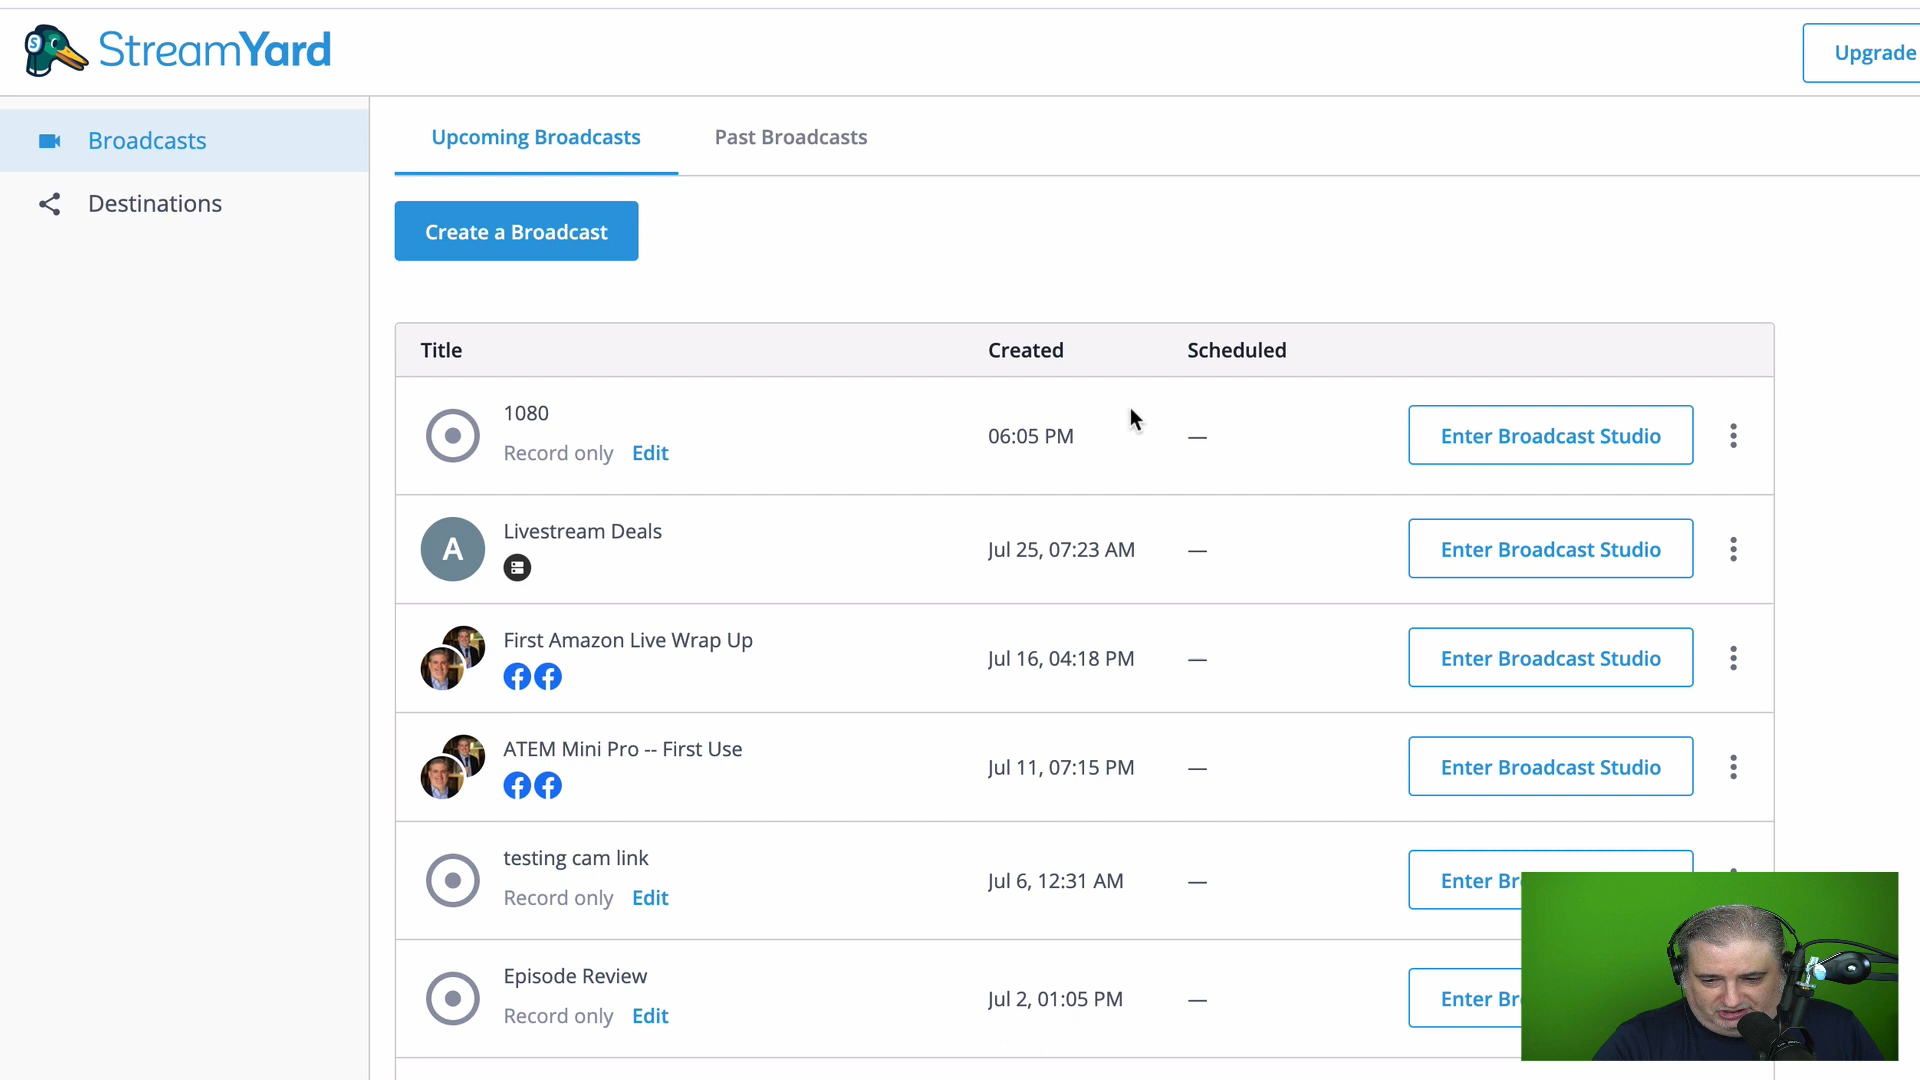 StreamYard
Upgrade
Broadcasts
Destinations
Upcoming Broadcasts
Past Broadcasts
Create a Broadcast
Title
Created
Scheduled
1080
Record only
Edit
06:05 PM
—
Enter Broadcast Studio
A
Livestream Deals
Jul 25, 07:23 AM
—
Enter Broadcast Studio
First Amazon Live Wrap Up
Jul 16, 04:18 PM
—
Enter Broadcast Studio
ATEM Mini Pro -- First Use
Jul 11, 07:15 PM
—
Enter Broadcast Studio
testing cam link
Record only
Edit
Jul 6, 12:31 AM
—
Enter Br
Episode Review
Record only
Edit
Jul 2, 01:05 PM
—
Enter Br